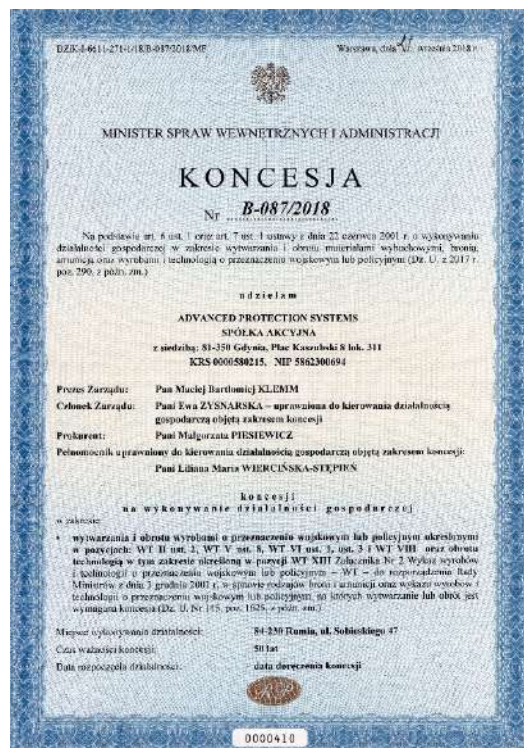 DZiK-I-6611-271-1/18/B-087/2018/MF Warszawa, dnia września 2018 r.
MINISTER SPRAW WEWNĘTRZNYCH I ADMINISTRACJI
KONCESJA
Nr B-087/2018
Na podstawie art. 6 ust. 1 oraz art. 7 ust. 1 ustawy z dnia 22 czerwca 2001 r. o wykonywaniu
działalności gospodarczej w zakresie wytwarzania i obrotu materiałami wybuchowymi, bronią,
amunicją oraz wyrobami i technologią o przeznaczeniu wojskowym lub policyjnym (Dz. U. z 2017 r.
poz. 290, z późn. zm.)
udzielam
ADVANCED PROTECTION SYSTEMS
SPÓŁKA AKCYJNA
z siedzibą: 81-350 Gdynia, Plac Kaszubski 8 lok. 311
KRS 0000580215, NIP 5862300694
Prezes Zarządu: Pan Maciej Bartłomiej KLEMM
Członek Zarządu: Pani Ewa ZYSNARSKA – uprawniona do kierowania działalnością
gospodarczą objętą zakresem koncesji
Prokurent: Pani Małgorzata PIESIEWICZ
Pełnomocnik uprawniony do kierowania działalnością gospodarczą objętą zakresem koncesji:
Pani Liliana Maria WIERCIŃSKA-STĘPIEŃ
koncesji
na wykonywanie działalności gospodarczej
w zakresie:
• wytwarzania i obrotu wyrobami o przeznaczeniu wojskowym lub policyjnym określonymi
w pozycjach: WT II ust. 2, WT V ust. 8, WT VI ust. 1, ust. 3 i WT VIII oraz obrotu
technologią w tym zakresie określoną w pozycji WT XIII Załącznika Nr 2 Wykaz wyrobów
i technologii o przeznaczeniu wojskowym lub policyjnym – WT – do rozporządzenia Rady
Ministrów z dnia 3 grudnia 2001 r. w sprawie rodzajów broni i amunicji oraz wykazu wyrobów i
technologii o przeznaczeniu wojskowym lub policyjnym, na których wytwarzanie lub obrót jest
wymagana koncesja (Dz. U. Nr 145, poz. 1625, z późn. zm.)
Miejsce wykonywania działalności: 84-230 Rumia, ul. Sobieskiego 47
Czas ważności koncesji: 50 lat
Data rozpoczęcia działalności: data doręczenia koncesji
0000410